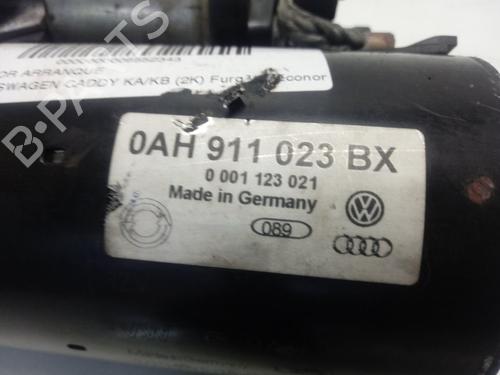 OR ARRANQUE
SWAGEN CADDY KA/KB (2K)
B-PARTS
0AH 911 023 BX
0 001 123 021
Made in Germany
089